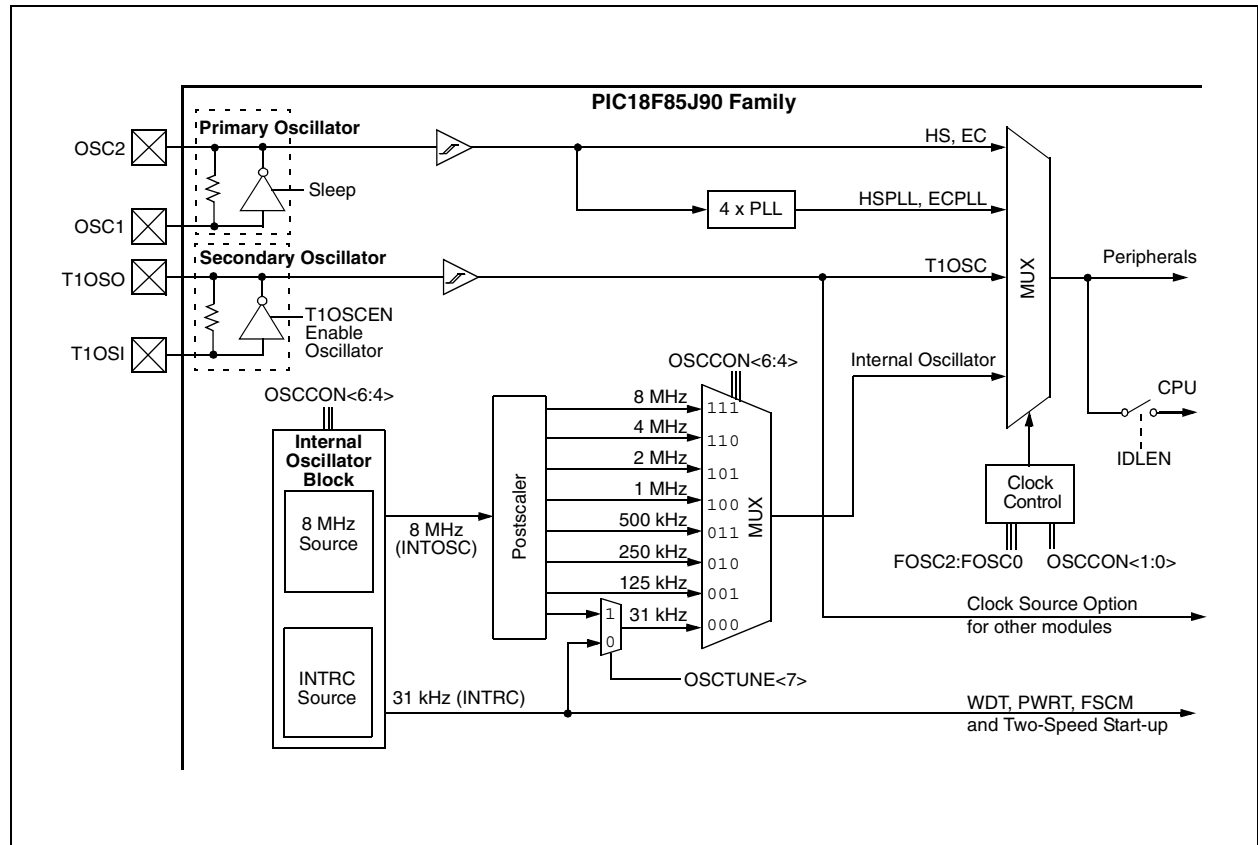 PIC18F85J90 Family
Primary Oscillator
OSC2
Sleep
OSC1
HS, EC
4 x PLL
HSPLL, ECPLL
Secondary Oscillator
T1OSO
T1OSCEN
Enable
Oscillator
T1OSI
T1OSC
MUX
Peripherals
Internal Oscillator
CPU
IDLEN
Clock
Control
FOSC2:FOSC0
OSCCON<1:0>
OSCCON<6:4>
Internal
Oscillator
Block
8 MHz
Source
INTRC
Source
8 MHz
(INTOSC)
Postscaler
OSCCON<6:4>
8 MHz
111
4 MHz
110
2 MHz
101
1 MHz
100
500 kHz
011
250 kHz
010
125 kHz
001
1
31 kHz
000
0
MUX
OSCTUNE<7>
31 kHz (INTRC)
Clock Source Option
for other modules
WDT, PWRT, FSCM
and Two-Speed Start-up